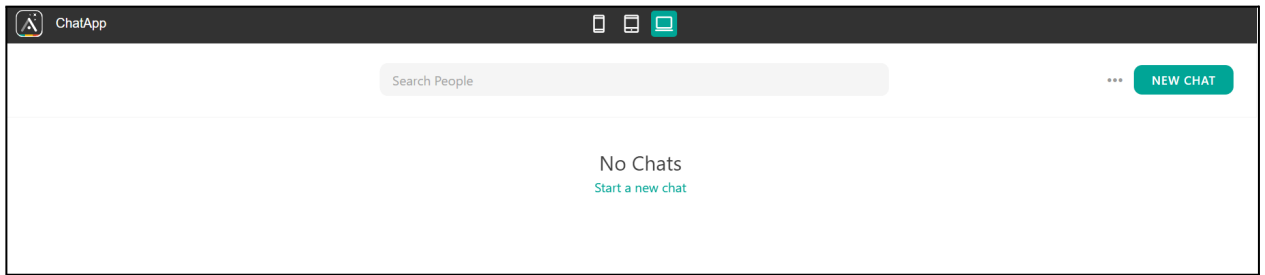 ChatApp
Search People
NEW CHAT
No Chats
Start a new chat